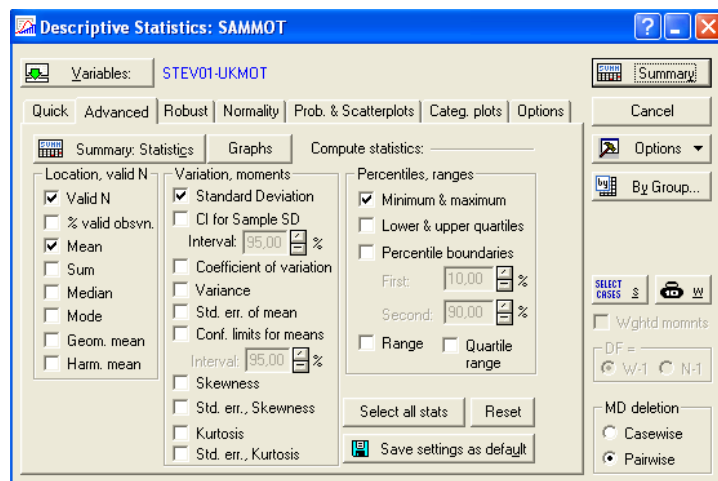 Descriptive Statistics: SAMMOT
Variables: STEV01-UKMOT
Summary
Quick Advanced Robust Normality Prob. & Scatterplots Categ. plots Options
Cancel
Summary: Statistics Graphs Compute statistics:
Options
By Group...
Location, valid N
Valid N
% valid obsvn.
Mean
Sum
Median
Mode
Geom. mean
Harm. mean
Variation, moments
Standard Deviation
CI for Sample SD
Interval: 95,00 %
Coefficient of variation
Variance
Std. err. of mean
Conf. limits for means
Interval: 95,00 %
Skewness
Std. err., Skewness
Kurtosis
Std. err., Kurtosis
Percentiles, ranges
Minimum & maximum
Lower & upper quartiles
Percentile boundaries
First: 10,00 %
Second: 90,00 %
Range Quartile
range
Select all stats Reset
Save settings as default
SELECT
CASES S W
Wghtd momnts
DF =
W-1 N-1
MD deletion
Casewise
Pairwise